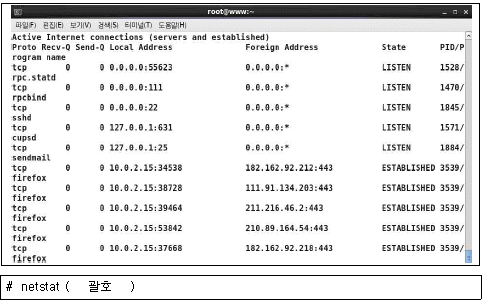 root@www:~
파일(F) 편집(E) 보기(V) 검색(S) 터미널(T) 도움말(H)
Active Internet connections (servers and established)
Proto Recv-Q Send-Q Local Address Foreign Address State PID/P
rogram name
tcp 0 0 0.0.0.0:55623 0.0.0.0:* LISTEN 1528/
rpc.statd
tcp 0 0 0.0.0.0:111 0.0.0.0:* LISTEN 1470/
rpcbind
tcp 0 0 0.0.0.0:22 0.0.0.0:* LISTEN 1845/
sshd
tcp 0 0 127.0.0.1:631 0.0.0.0:* LISTEN 1571/
cupsd
tcp 0 0 127.0.0.1:25 0.0.0.0:* LISTEN 1884/
sendmail
tcp 0 0 10.0.2.15:34538 182.162.92.212:443 ESTABLISHED 3539/
firefox
tcp 0 0 10.0.2.15:38728 111.91.134.203:443 ESTABLISHED 3539/
firefox
tcp 0 0 10.0.2.15:39464 211.216.46.2:443 ESTABLISHED 3539/
firefox
tcp 0 0 10.0.2.15:53842 210.89.164.54:443 ESTABLISHED 3539/
firefox
tcp 0 0 10.0.2.15:37668 182.162.92.218:443 ESTABLISHED 3539/
firefox
# netstat ( 괄호 )